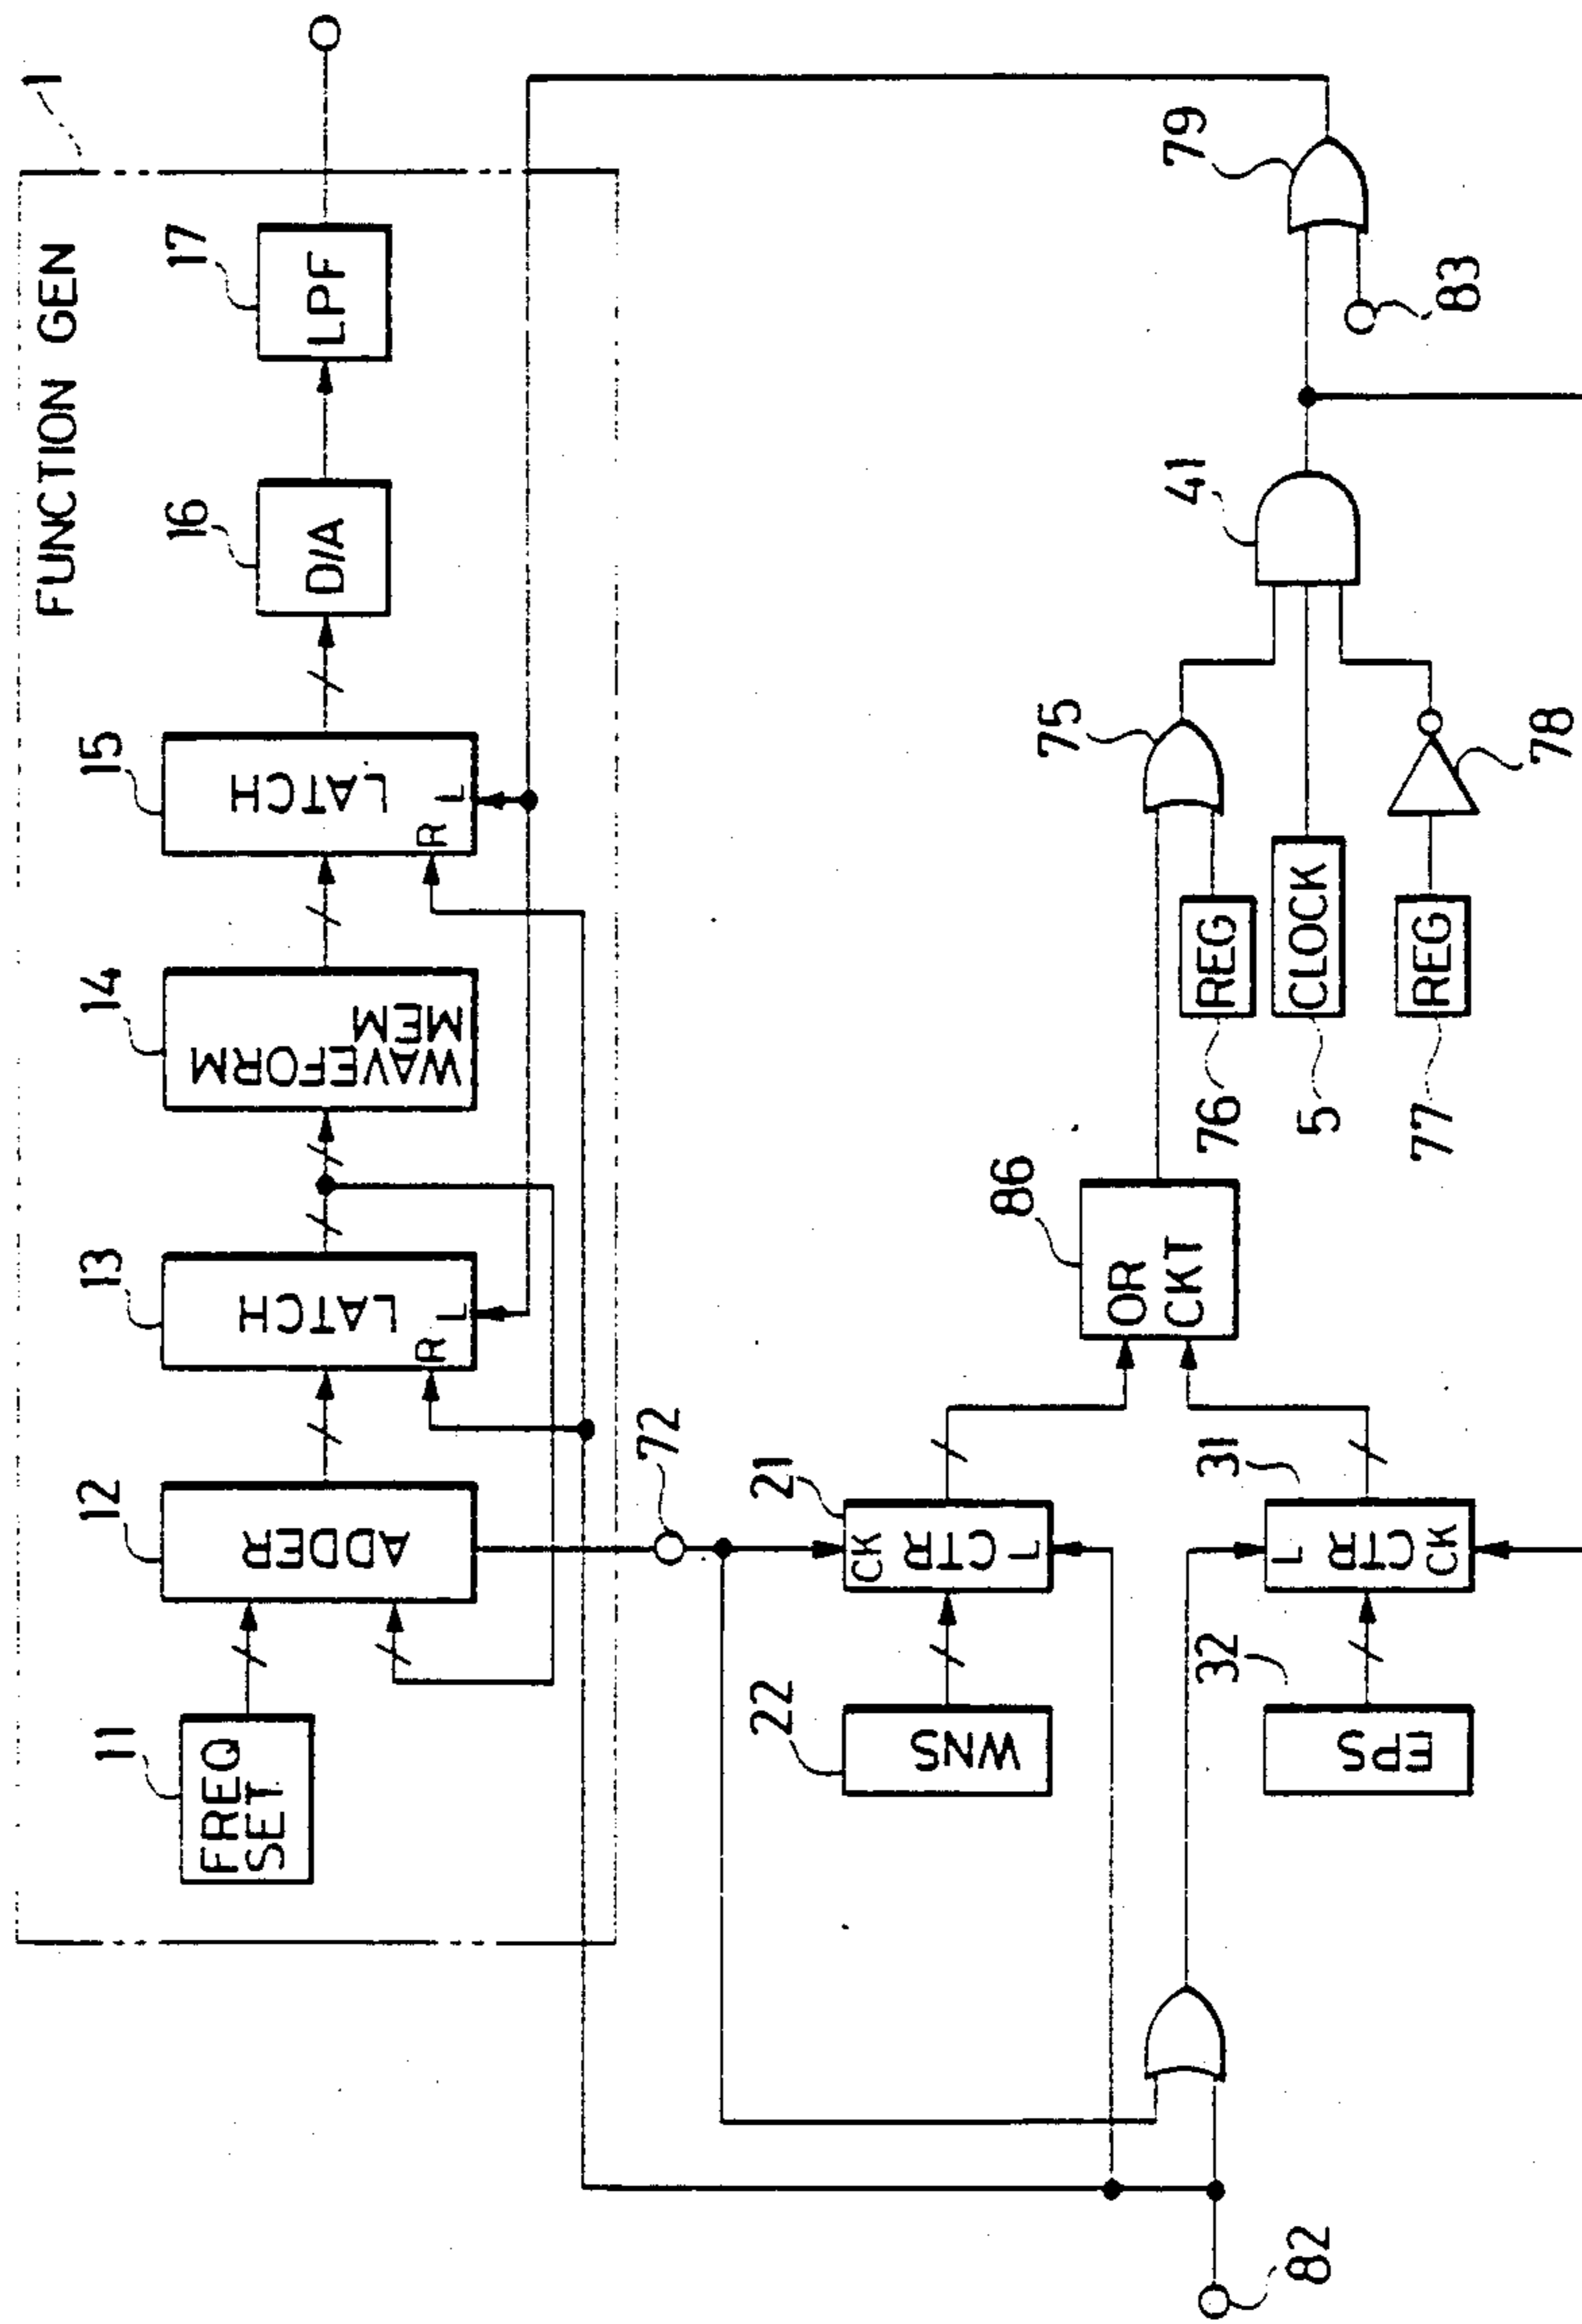 FUNCTION GEN
1
11
FREQ
SET
12
ADDER
13
LATCH
R
L
14
WAVEFORM
MEM
15
LATCH
R
L
16
D/A
17
LPF
72
22
WNS
21
CK
CTR
L
32
EPS
31
L
CTR
CK
82
86
OR
CKT
75
76
REG
5
CLOCK
77
REG
78
41
79
83